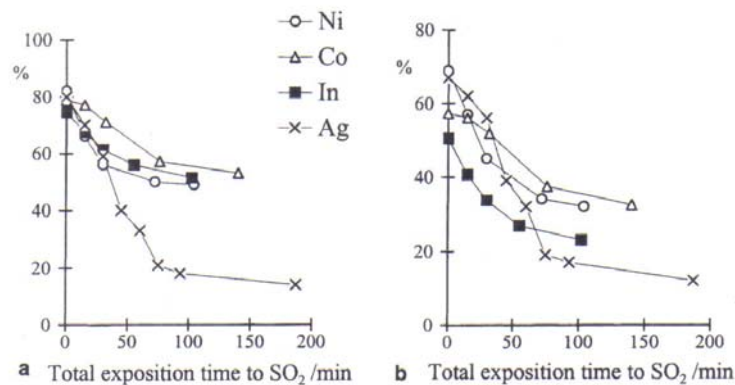 100
%
80
60
40
20
0
0 50 100 150 200
a Total exposition time to SO₂ /min
Ni
Co
In
Ag
80
%
60
40
20
0
0 50 100 150 200
b Total exposition time to SO₂ /min